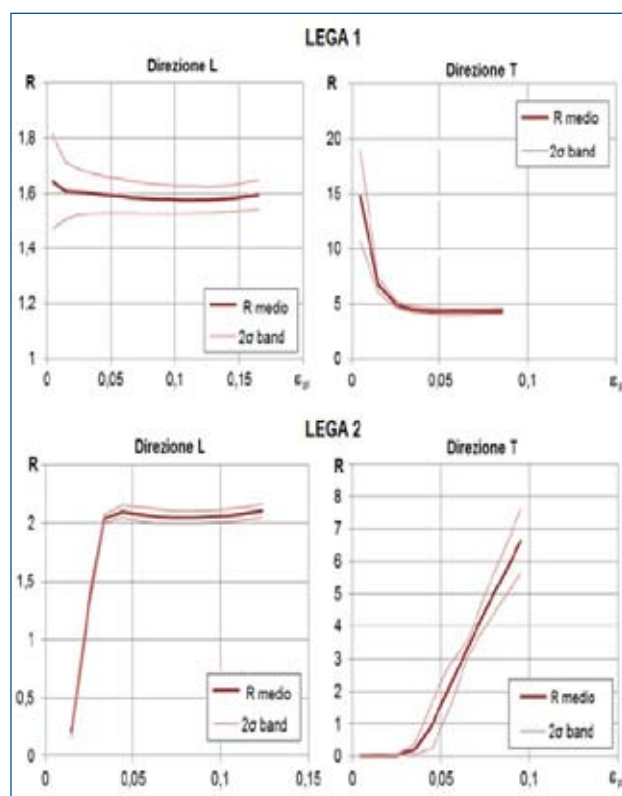 LEGA 1
Direzione L
Direzione T
R
R
1,8
1,6
1,4
1,2
1
20
15
10
5
0
R medio
2σ band
R medio
2σ band
0
0,05
0,1
0,15
0
0,05
0,1
LEGA 2
Direzione L
Direzione T
R
R
2
1,5
1
0,5
0
8
7
6
5
4
3
2
1
0
R medio
2σ band
R medio
2σ band
0
0,05
0,1
0,15
0
0,05
0,1